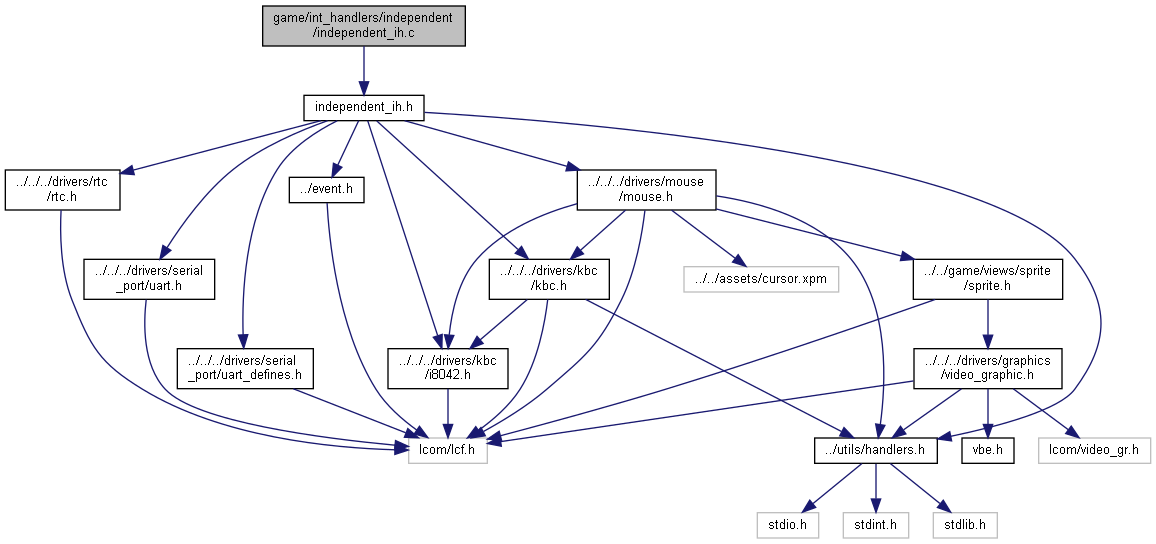 game/int_handlers/independent
/independent_ih.c
independent_ih.h
../../../drivers/rtc
/rtc.h
../event.h
../../../drivers/mouse
/mouse.h
../../../drivers/serial
_port/uart.h
../../../drivers/kbc
/kbc.h
../../assets/cursor.xpm
../../game/views/sprite
/sprite.h
../../../drivers/serial
_port/uart_defines.h
../../../drivers/kbc
/i8042.h
../../../drivers/graphics
/video_graphic.h
lcom/lcf.h
../utils/handlers.h
vbe.h
lcom/video_gr.h
stdio.h
stdint.h
stdlib.h